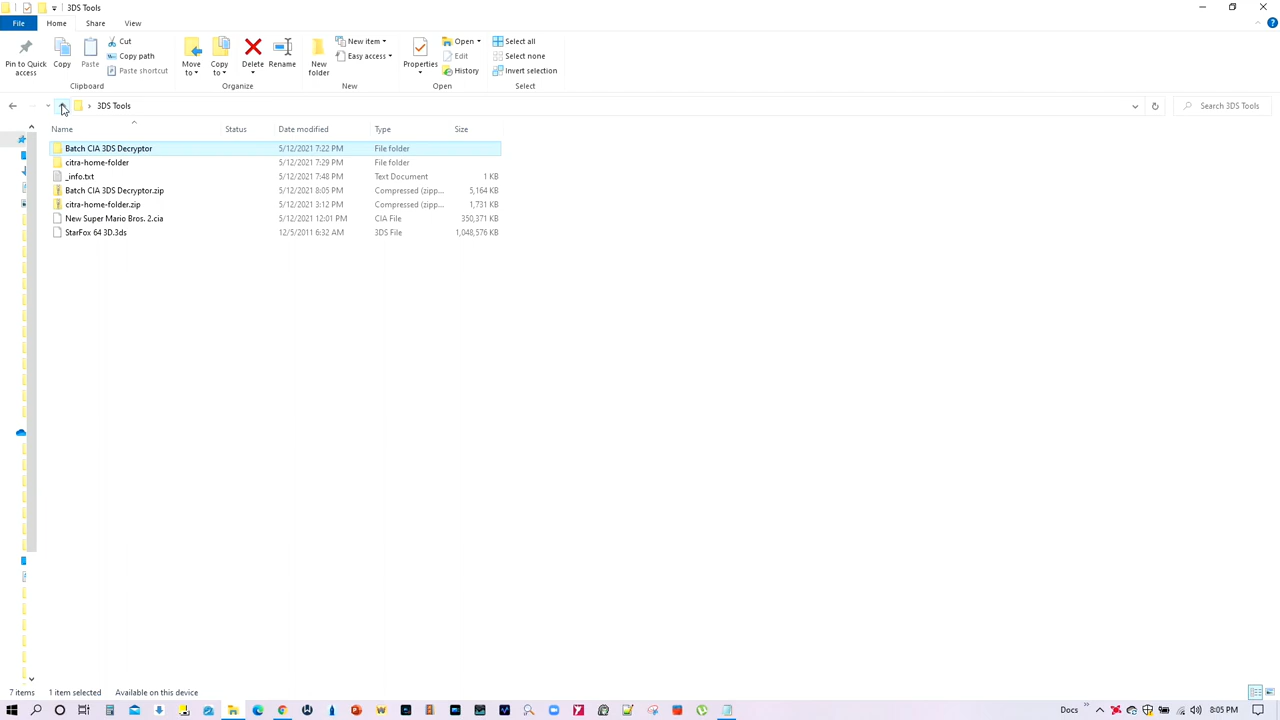 3DS Tools
File Home Share View
Pin to Quick access
Copy
Paste
Cut
Copy path
Paste shortcut
Clipboard
Move to
Copy to
Delete
Rename
Organize
New folder
New item
Easy access
New
Properties
Open
Edit
History
Open
Select all
Select none
Invert selection
Select
3DS Tools
Search 3DS Tools
Name Status Date modified Type Size
Batch CIA 3DS Decryptor 5/12/2021 7:22 PM File folder
citra-home-folder 5/12/2021 7:29 PM File folder
_info.txt 5/12/2021 7:48 PM Text Document 1 KB
Batch CIA 3DS Decryptor.zip 5/12/2021 8:05 PM Compressed (zipp... 5,164 KB
citra-home-folder.zip 5/12/2021 3:12 PM Compressed (zipp... 1,731 KB
New Super Mario Bros. 2.cia 5/12/2021 12:01 PM CIA File 350,371 KB
StarFox 64 3D.3ds 12/5/2011 6:32 AM 3DS File 1,048,576 KB
7 items 1 item selected Available on this device
Docs 8:05 PM